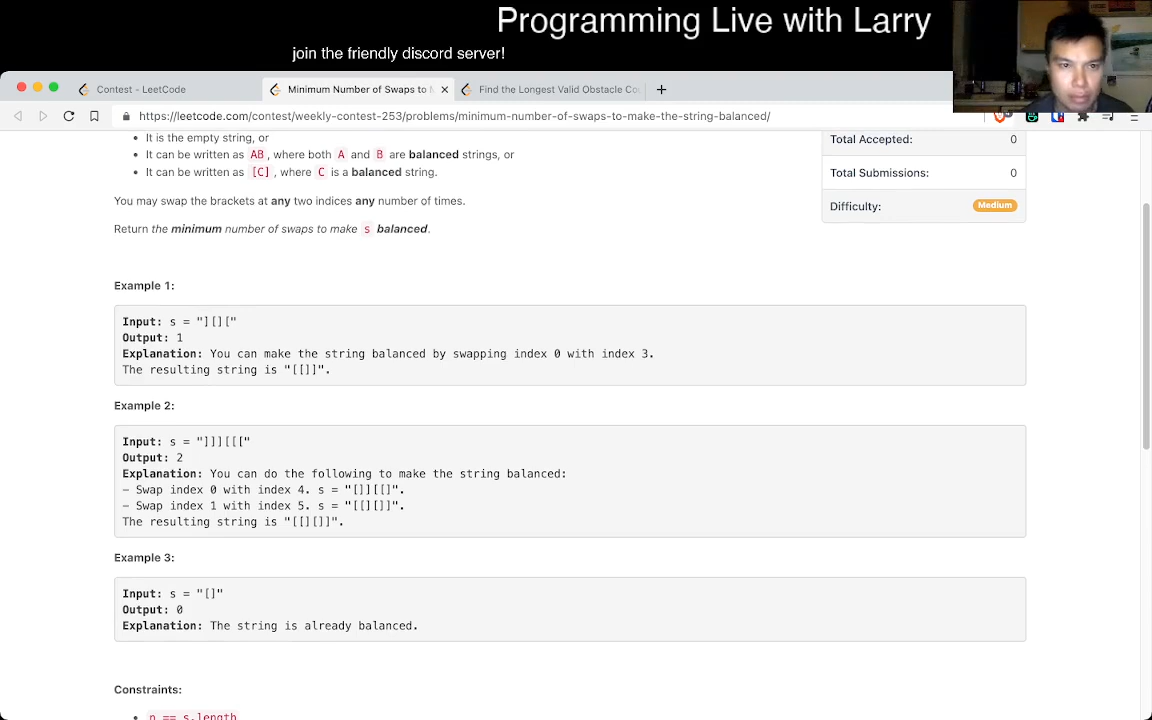 Programming Live with Larry
join the friendly discord server!
Contest - LeetCode
Minimum Number of Swaps to
Find the Longest Valid Obstacle Co
https://leetcode.com/contest/weekly-contest-253/problems/minimum-number-of-swaps-to-make-the-string-balanced/
• It is the empty string, or
• It can be written as AB, where both A and B are balanced strings, or
• It can be written as [C], where C is a balanced string.
You may swap the brackets at any two indices any number of times.
Return the minimum number of swaps to make s balanced.
Total Accepted: 0
Total Submissions: 0
Difficulty: Medium
Example 1:
Input: s = "][]["
Output: 1
Explanation: You can make the string balanced by swapping index 0 with index 3.
The resulting string is "[[]]".
Example 2:
Input: s = "]]][[["
Output: 2
Explanation: You can do the following to make the string balanced:
- Swap index 0 with index 4. s = "[]][[]".
- Swap index 1 with index 5. s = "[[][]]".
The resulting string is "[[][]]".
Example 3:
Input: s = "[]"
Output: 0
Explanation: The string is already balanced.
Constraints:
• n == s.length